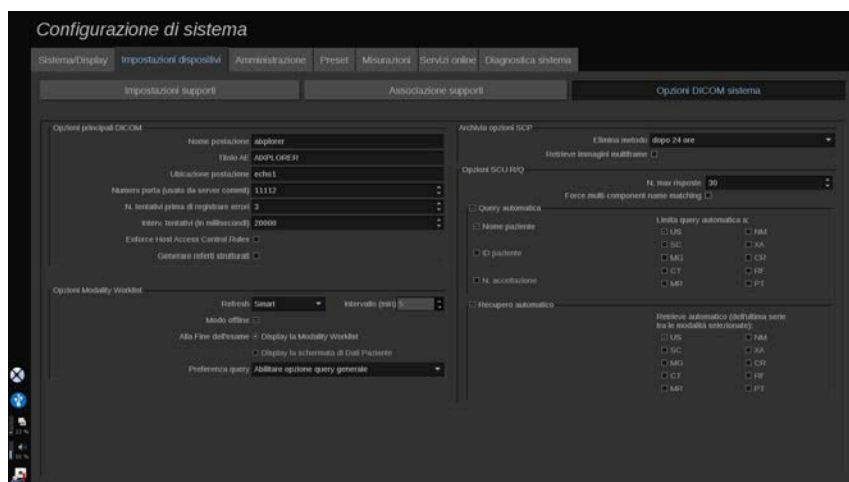 Configurazione di sistema
Sistema/Display Impostazioni dispositivi Amministrazione Preset Misurazioni Servizi online Diagnostica sistema
Impostazioni supporti Associazione supporti Opzioni DICOM sistema
Opzioni principali DICOM
Nome postazione aixplorer
Titolo AE AIXPLORER
Ubicazione postazione echo1
Numero porta (usato da server commit) 11112
N. tentativi prima di registrare errori 3
Interv. tentativi (in millisecondi) 20000
Enforce Host Access Control Rules
Generare referti strutturati
Opzioni Modality Worklist
Refresh Smart Intervallo (min) 5
Modo offline
Alla Fine dell'esame Display la Modality Worklist
Display la schermata di Dati Paziente
Preferenza query Abilitare opzione query generale
Archivia opzioni SCP
Elimina metodo dopo 24 ore
Retrieve immagini multiframe
Opzioni SCU R/Q
N. max risposte 30
Force multi-component name matching
Query automatica
Limita query automatica a:
Nome paziente
US NM
SC XA
ID paziente
MG CR
CT RF
N. accettazione
MR PT
Recupero automatico
Retrieve automatico (dell'ultima serie
tra le modalità selezionate):
US NM
SC XA
MG CR
CT RF
MR PT